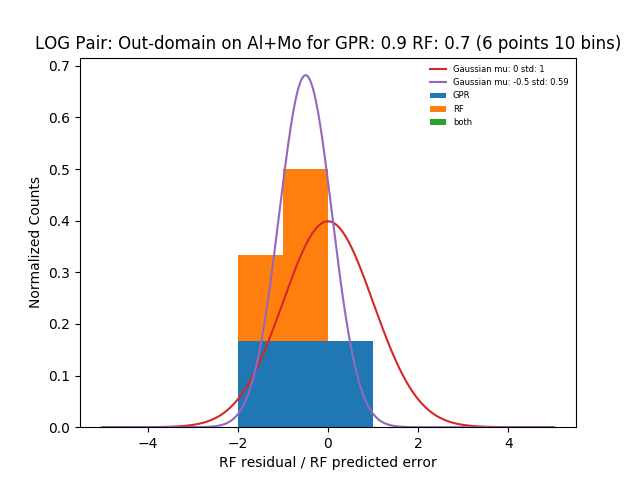 LOG Pair: Out-domain on Al+Mo for GPR: 0.9 RF: 0.7 (6 points 10 bins)
Gaussian mu: 0 std: 1
Gaussian mu: -0.5 std: 0.59
GPR
RF
both
Normalized Counts
0.7
0.6
0.5
0.4
0.3
0.2
0.1
0.0
−4 −2 0 2 4
RF residual / RF predicted error